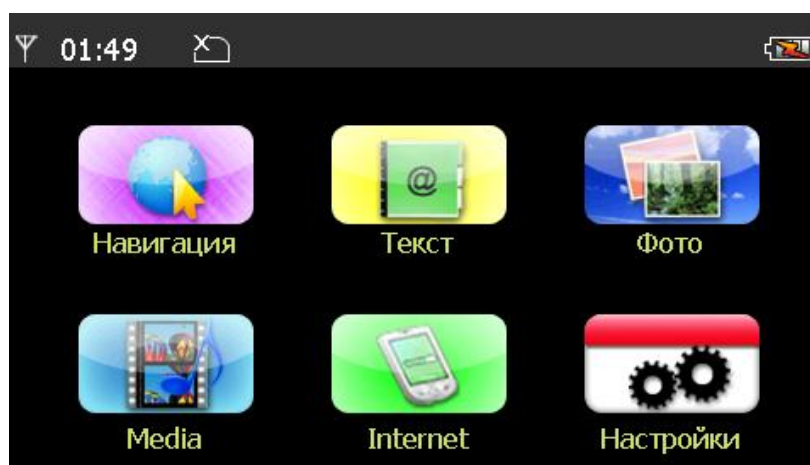 01:49
Навигация
Текст
Фото
Media
Internet
Настройки